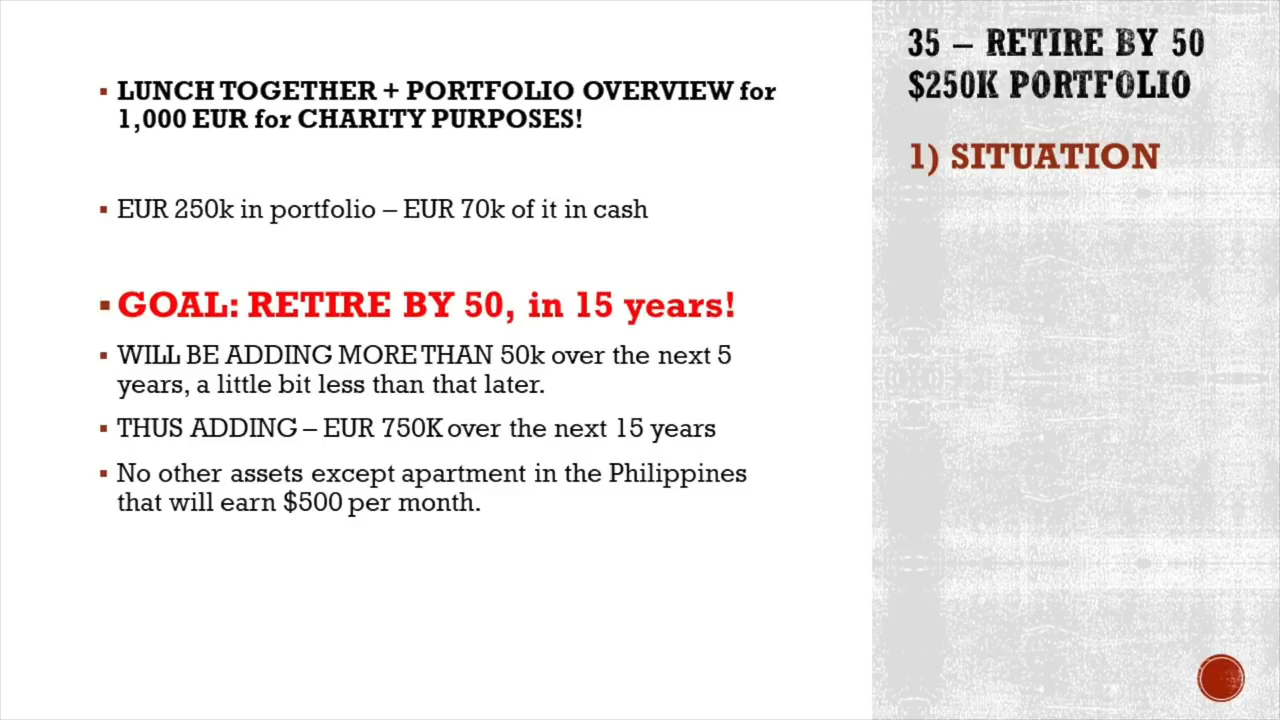 ▪ LUNCH TOGETHER + PORTFOLIO OVERVIEW for
1,000 EUR for CHARITY PURPOSES!
▪ EUR 250k in portfolio – EUR 70k of it in cash
▪ GOAL: RETIRE BY 50, in 15 years!
▪ WILL BE ADDING MORE THAN 50k over the next 5
years, a little bit less than that later.
▪ THUS ADDING – EUR 750K over the next 15 years
▪ No other assets except apartment in the Philippines
that will earn $500 per month.
35 – RETIRE BY 50
$250K PORTFOLIO
1) SITUATION